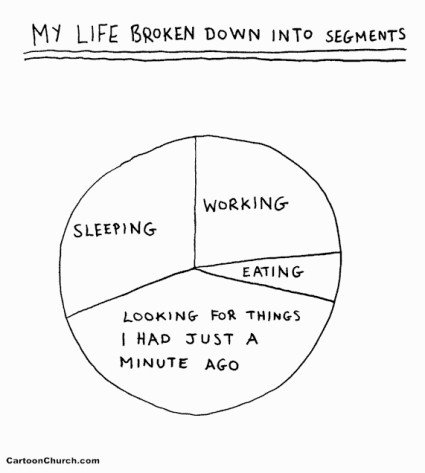 MY LIFE BROKEN DOWN INTO SEGMENTS
WORKING
SLEEPING
EATING
LOOKING FOR THINGS
I HAD JUST A
MINUTE AGO
CartoonChurch.com